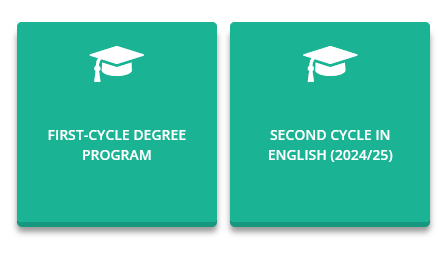 FIRST-CYCLE DEGREE
PROGRAM
SECOND CYCLE IN
ENGLISH (2024/25)